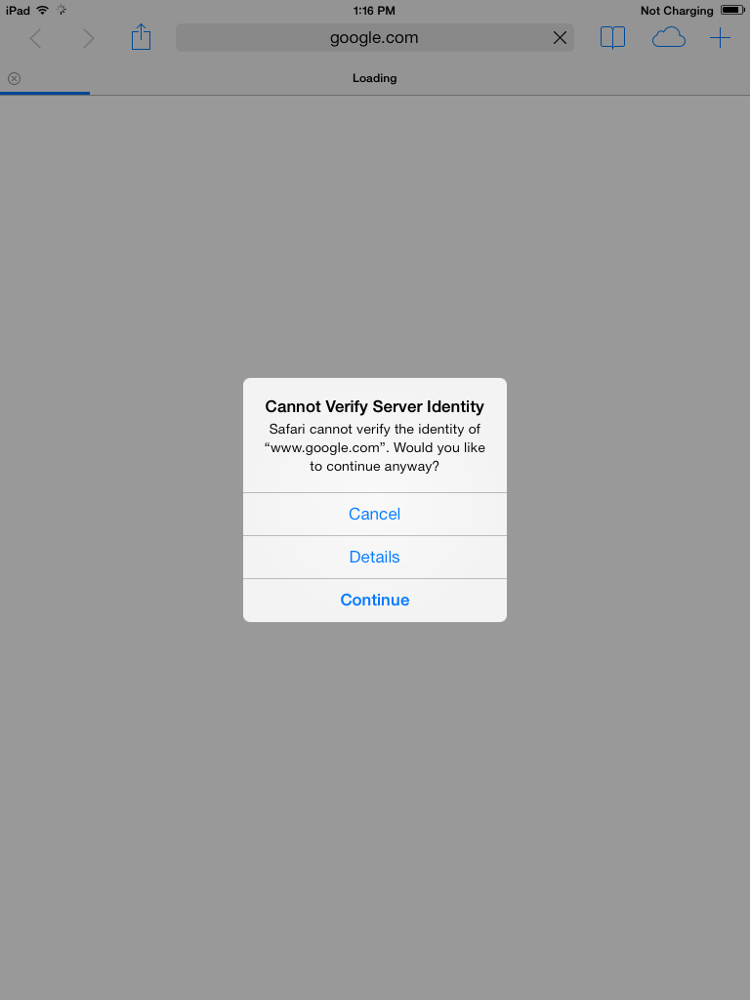 iPad 1:16 PM Not Charging
google.com
Loading
Cannot Verify Server Identity
Safari cannot verify the identity of
“www.google.com”. Would you like
to continue anyway?
Cancel
Details
Continue